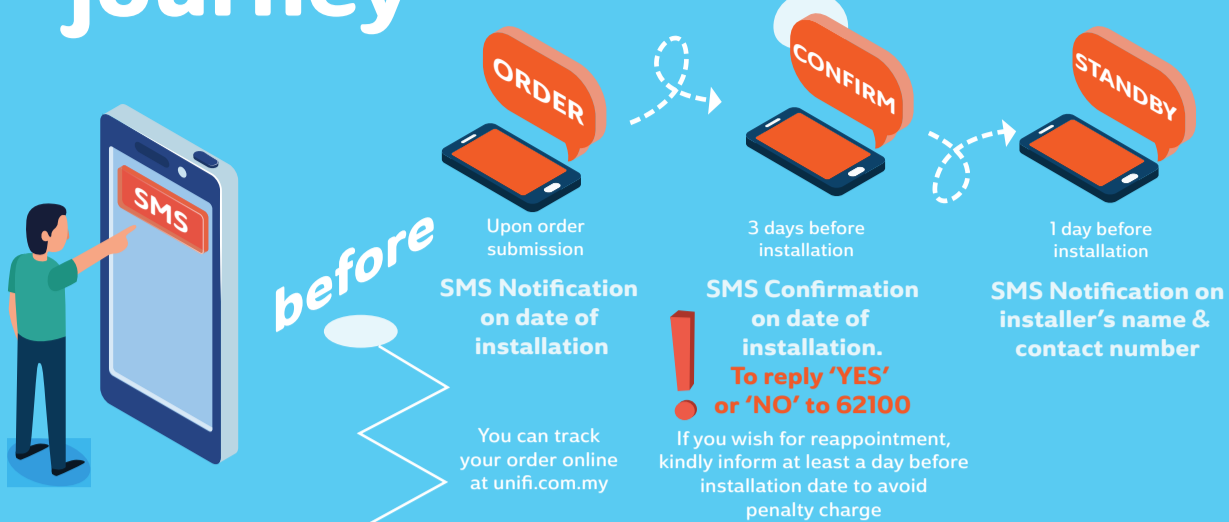 journey
SMS
before
ORDER
Upon order
submission
SMS Notification
on date of
installation
You can track
your order online
at unifi.com.my
CONFIRM
3 days before
installation
SMS Confirmation
on date of
installation.
To reply ‘YES’
or ‘NO’ to 62100
If you wish for reappointment,
kindly inform at least a day before
installation date to avoid
penalty charge
STANDBY
1 day before
installation
SMS Notification on
installer’s name &
contact number